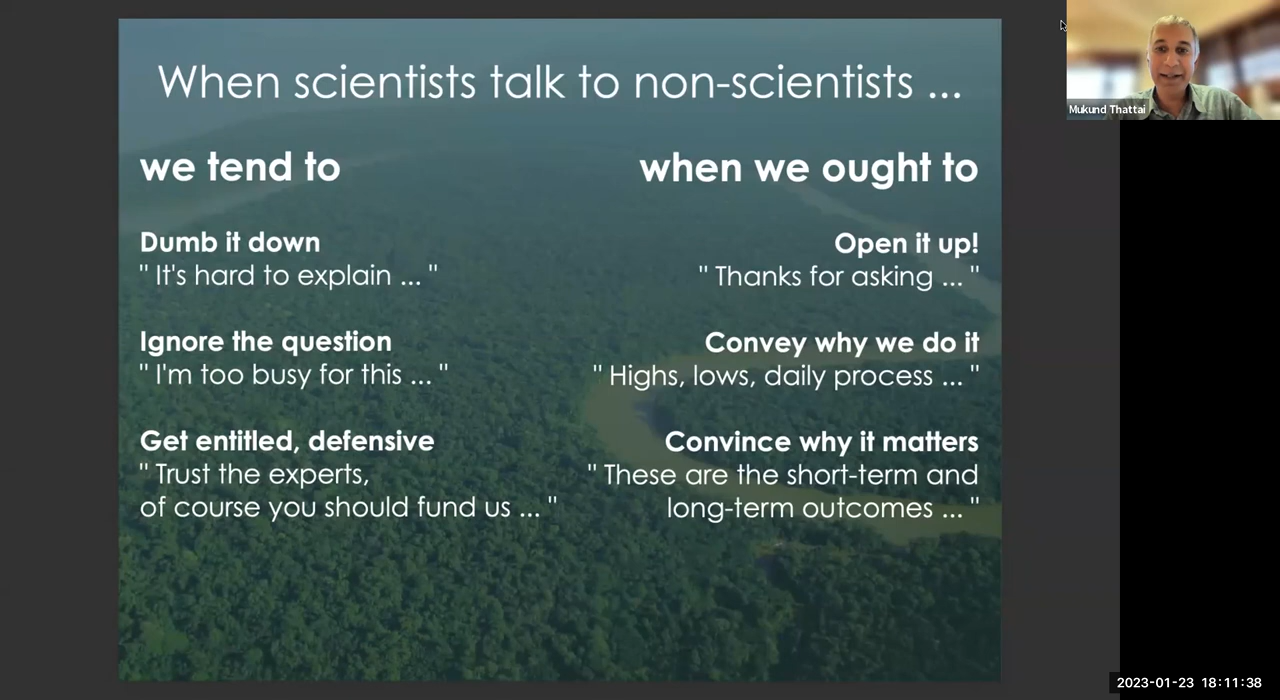 When scientists talk to non-scientists ...
we tend to
when we ought to
Dumb it down
" It's hard to explain ... "
Open it up!
" Thanks for asking ... "
Ignore the question
" I'm too busy for this ... "
Convey why we do it
" Highs, lows, daily process ... "
Get entitled, defensive
" Trust the experts,
of course you should fund us ... "
Convince why it matters
" These are the short-term and
long-term outcomes ... "
Mukund Thattai
2023-01-23 18:11:38